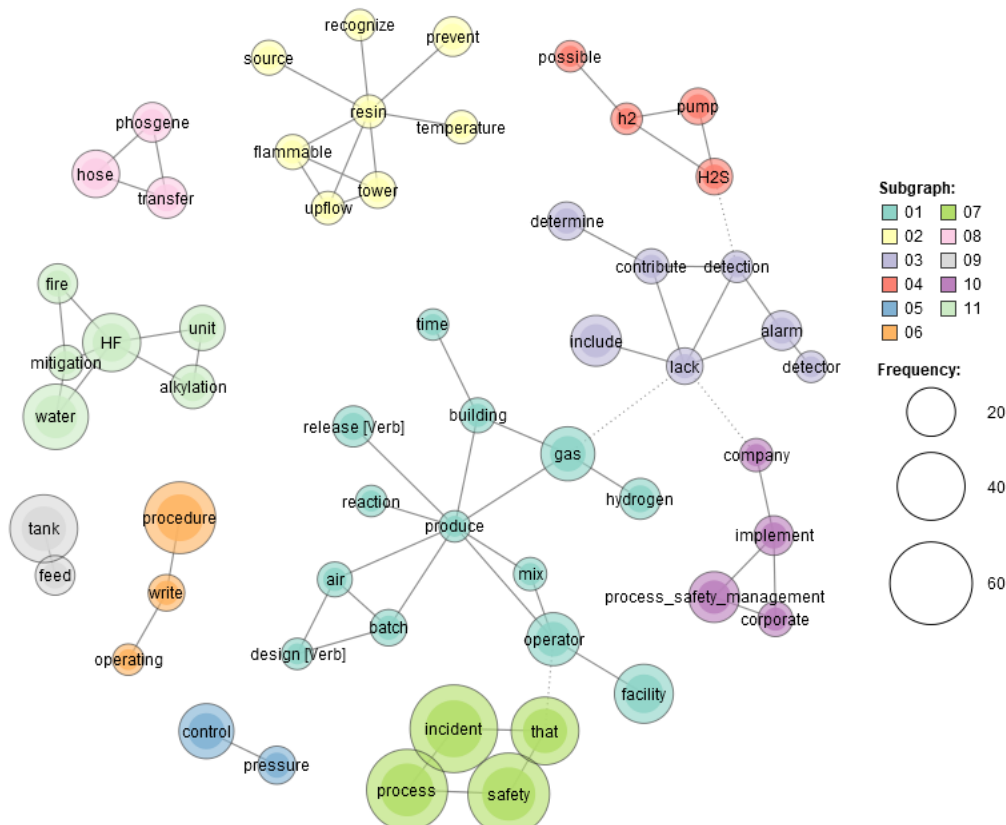 recognize
prevent
source
possible
pump
h2
phosgene
resin
temperature
flammable
hose
H2S
transfer
tower
upflow
Subgraph:
01
07
02
08
03
09
04
10
05
11
06
determine
contribute
detection
fire
time
unit
HF
include
alarm
mitigation
lack
detector
alkylation
Frequency:
20
water
building
release [Verb]
gas
company
40
reaction
hydrogen
procedure
tank
produce
implement
feed
air
mix
60
write
process_safety_management
corporate
batch
operator
design [Verb]
operating
facility
control
incident
that
pressure
process
safety